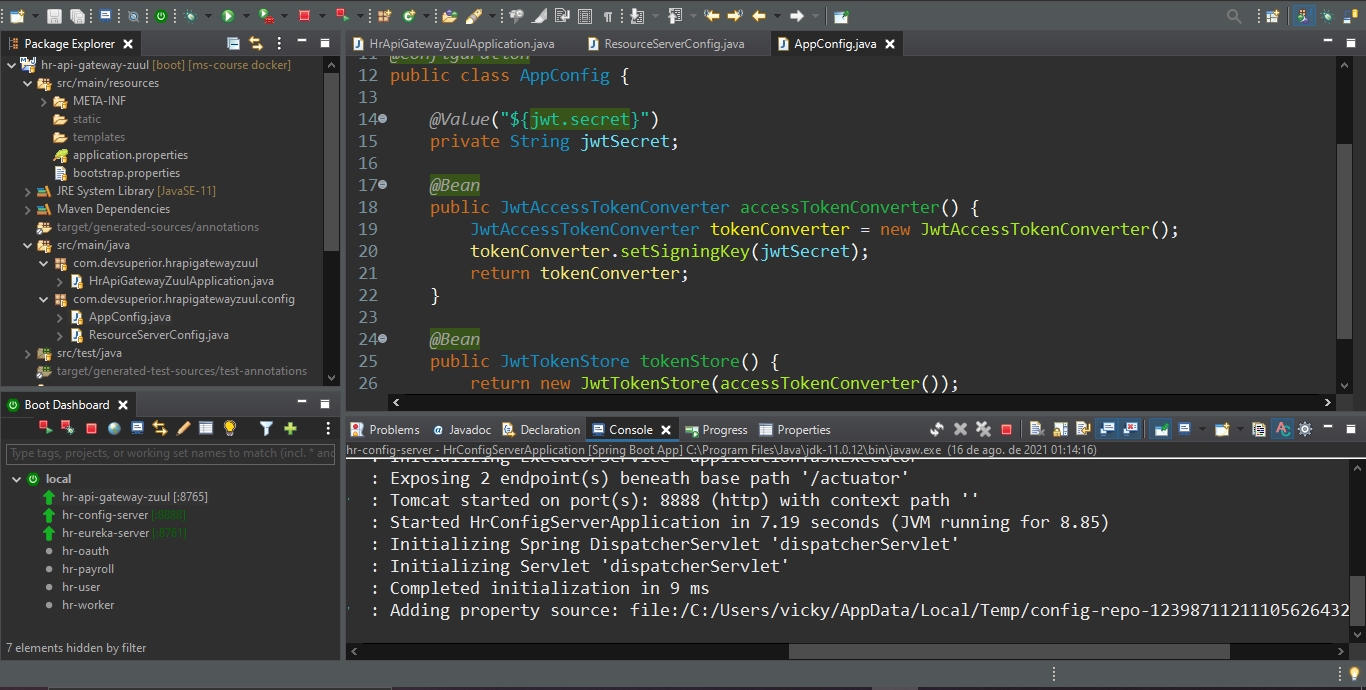 Package Explorer
hr-api-gateway-zuul [boot] [ms-course docker]
src/main/resources
META-INF
static
templates
application.properties
bootstrap.properties
JRE System Library [JavaSE-11]
Maven Dependencies
target/generated-sources/annotations
src/main/java
com.devsuperior.hrapigatewayzuul
HrApiGatewayZuulApplication.java
com.devsuperior.hrapigatewayzuul.config
AppConfig.java
ResourceServerConfig.java
src/test/java
target/generated-test-sources/test-annotations
Boot Dashboard
Type tags, projects, or working set names to match (incl. * and
local
hr-api-gateway-zuul [:8765]
hr-config-server [:8888]
hr-eureka-server [:8761]
hr-oauth
hr-payroll
hr-user
hr-worker
7 elements hidden by filter
HrApiGatewayZuulApplication.java ResourceServerConfig.java AppConfig.java
11 @Configuration
12 public class AppConfig {
13
14 @Value("${jwt.secret}")
15 private String jwtSecret;
16
17 @Bean
18 public JwtAccessTokenConverter accessTokenConverter() {
19 JwtAccessTokenConverter tokenConverter = new JwtAccessTokenConverter();
20 tokenConverter.setSigningKey(jwtSecret);
21 return tokenConverter;
22 }
23
24 @Bean
25 public JwtTokenStore tokenStore() {
26 return new JwtTokenStore(accessTokenConverter());
Problems @ Javadoc Declaration Console Progress Properties
hr-config-server - HrConfigServerApplication [Spring Boot App] C:\Program Files\Java\jdk-11.0.12\bin\javaw.exe (16 de ago. de 2021 01:14:16)
: Initializing ExecutorService 'applicationTaskExecutor'
: Exposing 2 endpoint(s) beneath base path '/actuator'
: Tomcat started on port(s): 8888 (http) with context path ''
: Started HrConfigServerApplication in 7.19 seconds (JVM running for 8.85)
: Initializing Spring DispatcherServlet 'dispatcherServlet'
: Initializing Servlet 'dispatcherServlet'
: Completed initialization in 9 ms
: Adding property source: file:/C:/Users/vicky/AppData/Local/Temp/config-repo-12398711211105626432